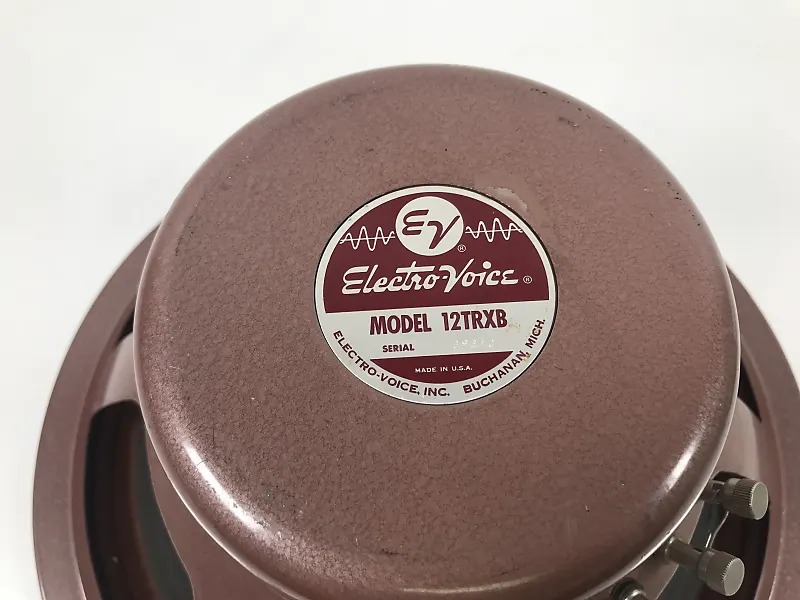 EV ®
Electro-Voice ®
MODEL 12TRXB
SERIAL
MADE IN U.S.A.
ELECTRO-VOICE, INC. BUCHANAN, MICH.